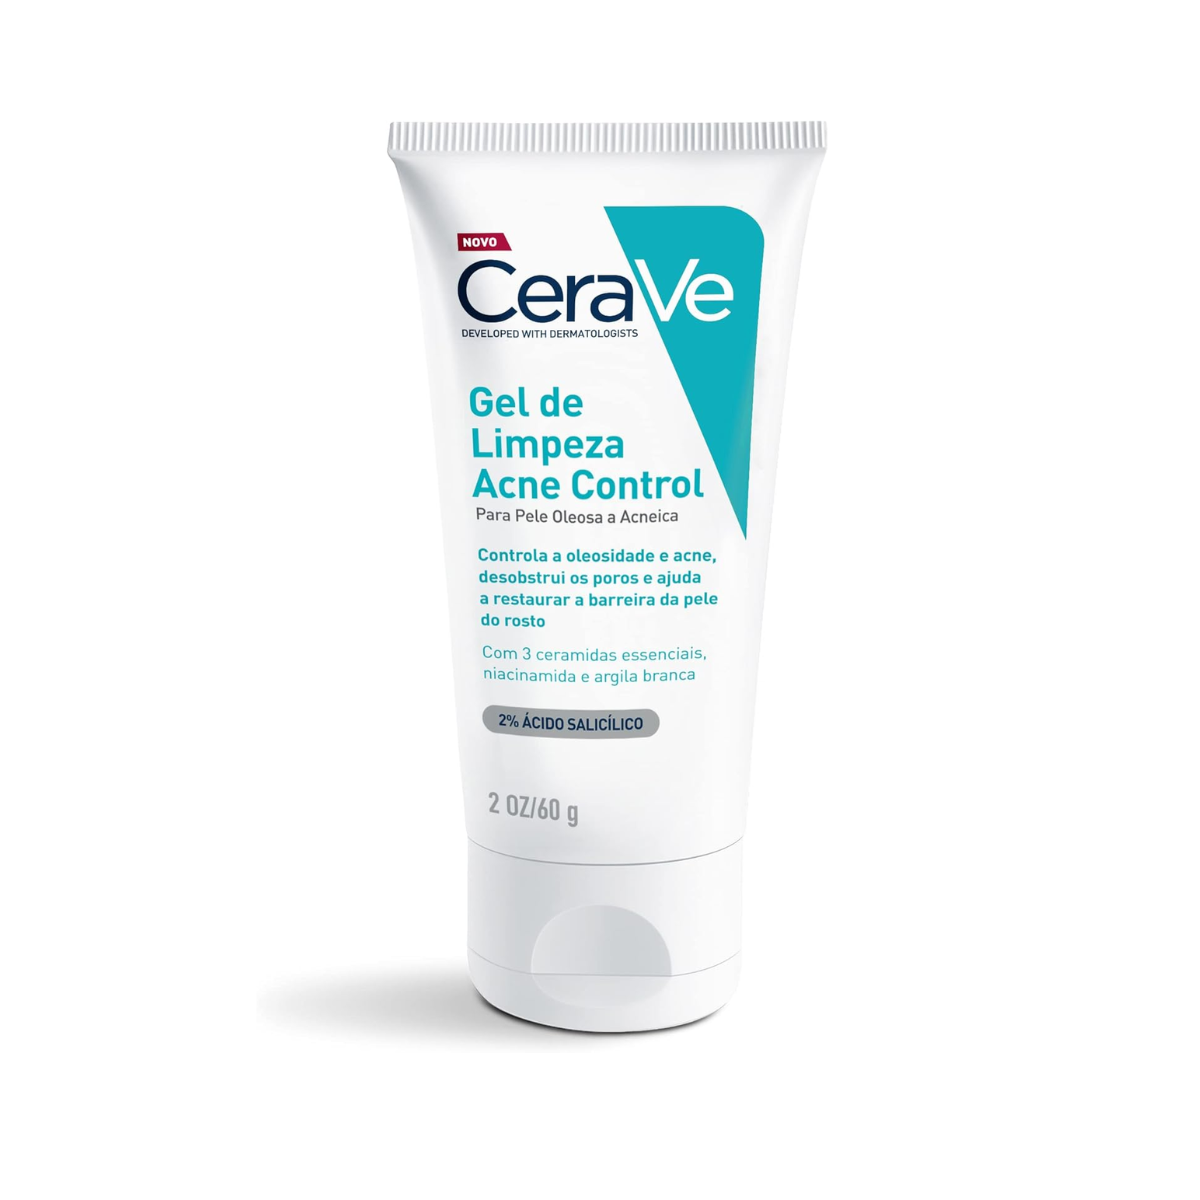 NOVO
CeraVe
DEVELOPED WITH DERMATOLOGISTS
Gel de
Limpeza
Acne Control
Para Pele Oleosa a Acneica
Controla a oleosidade e acne,
desobstrui os poros e ajuda
a restaurar a barreira da pele
do rosto
Com 3 ceramidas essenciais,
niacinamida e argila branca
2% ÁCIDO SALICÍLICO
2 OZ/60 g